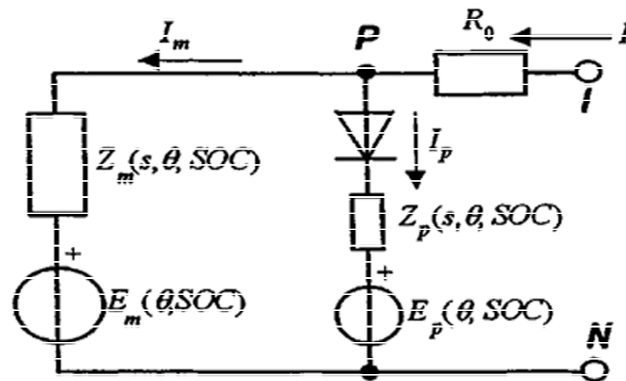 I_m
P
R_0
I
I
Z_m(s,θ,SOC)
I_p
Z_p(s,θ,SOC)
+
E_m(θ,SOC)
+
E_p(θ,SOC)
N